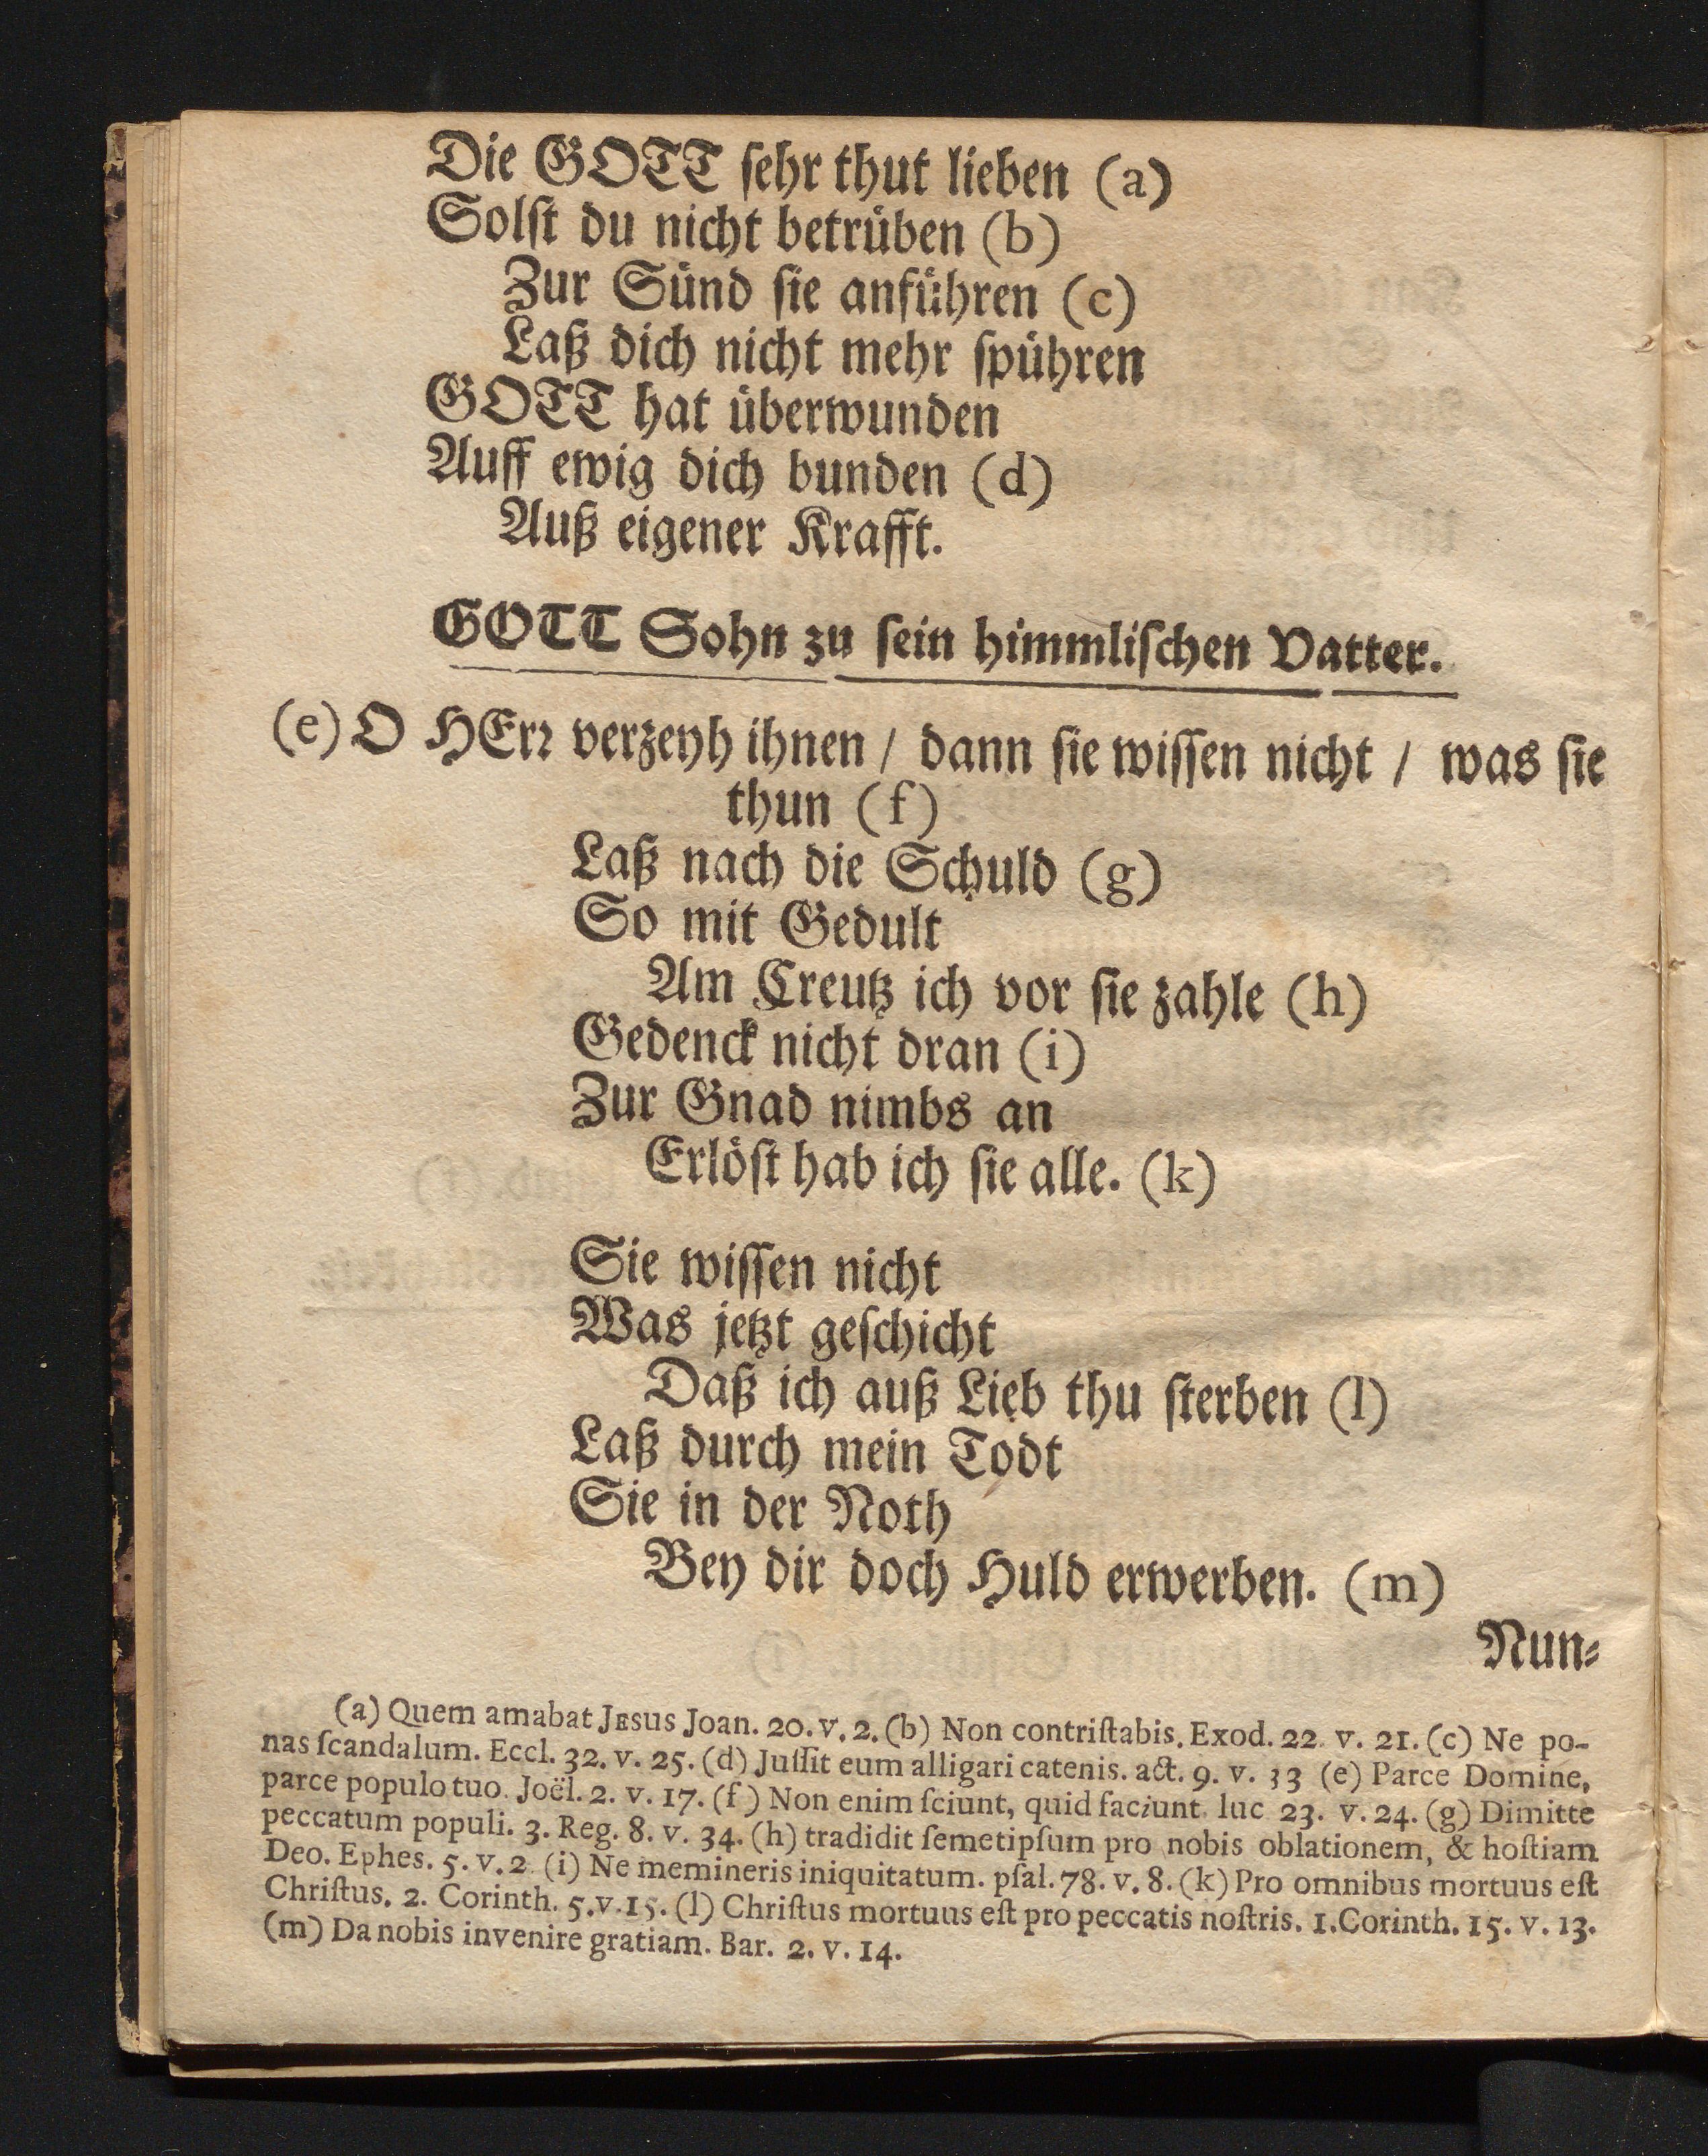 Die GOTT ſehr thut lieben (a)
Solſt du nicht betrüben (b)
Zur Sünd ſie anführen (c)
Laß dich nicht mehr ſpühren
GOTT hat überwunden
Auff ewig dich bunden (d)
Auß eigener Krafft.
GOTT Sohn zu ſein himmliſchen Vatter.
(e) O HErꝛ verzeyh ihnen / dann ſie wiſſen nicht / was ſie
thun (f)
Laß nach die Schuld (g)
So mit Gedult
Am Creutz ich vor ſie zahle (h)
Gedenck nicht dran (i)
Zur Gnad nimbs an
Erlöſt hab ich ſie alle. (k)
Sie wiſſen nicht
Was jetzt geſchicht
Daß ich auß Lieb thu ſterben (l)
Laß durch mein Todt
Sie in der Noth
Bey dir doch Huld erwerben. (m)
Nun⸗
(a) Quem amabat JEsus Joan. 20. v. 2. (b) Non contriſtabis. Exod. 22 v. 21. (c) Ne po-
nas ſcandalum. Eccl. 32. v. 25. (d) Juſſit eum alligari catenis. act. 9. v. 33 (e) Parce Domine,
parce populo tuo. Joël. 2. v. 17. (f) Non enim ſciunt, quid faciunt. luc 23. v. 24. (g) Dimitte
peccatum populi. 3. Reg. 8. v. 34. (h) tradidit ſemetipſum pro nobis oblationem, & hoſtiam
Deo. Ephes. 5. v. 2 (i) Ne memineris iniquitatum. pſal. 78. v. 8. (k) Pro omnibus mortuus eſt
Chriſtus. 2. Corinth. 5. v. 15. (l) Chriſtus mortuus eſt pro peccatis noſtris. 1. Corinth. 15. v. 13.
(m) Da nobis invenire gratiam. Bar. 2. v. 14.